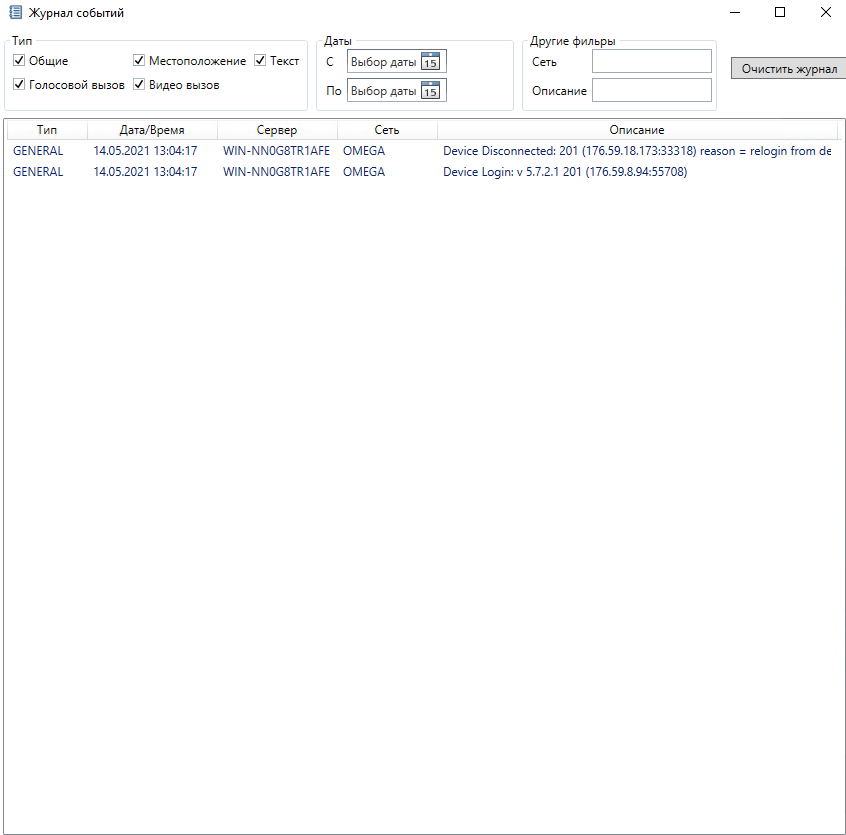 Журнал событий
Тип
Общие Местоположение Текст
Голосовой вызов Видео вызов
Даты
С Выбор даты 15
По Выбор даты 15
Другие фильры
Сеть
Описание
Очистить журнал
Тип Дата/Время Сервер Сеть Описание
GENERAL 14.05.2021 13:04:17 WIN-NN0G8TR1AFE OMEGA Device Disconnected: 201 (176.59.18.173:33318) reason = relogin from de
GENERAL 14.05.2021 13:04:17 WIN-NN0G8TR1AFE OMEGA Device Login: v 5.7.2.1 201 (176.59.8.94:55708)